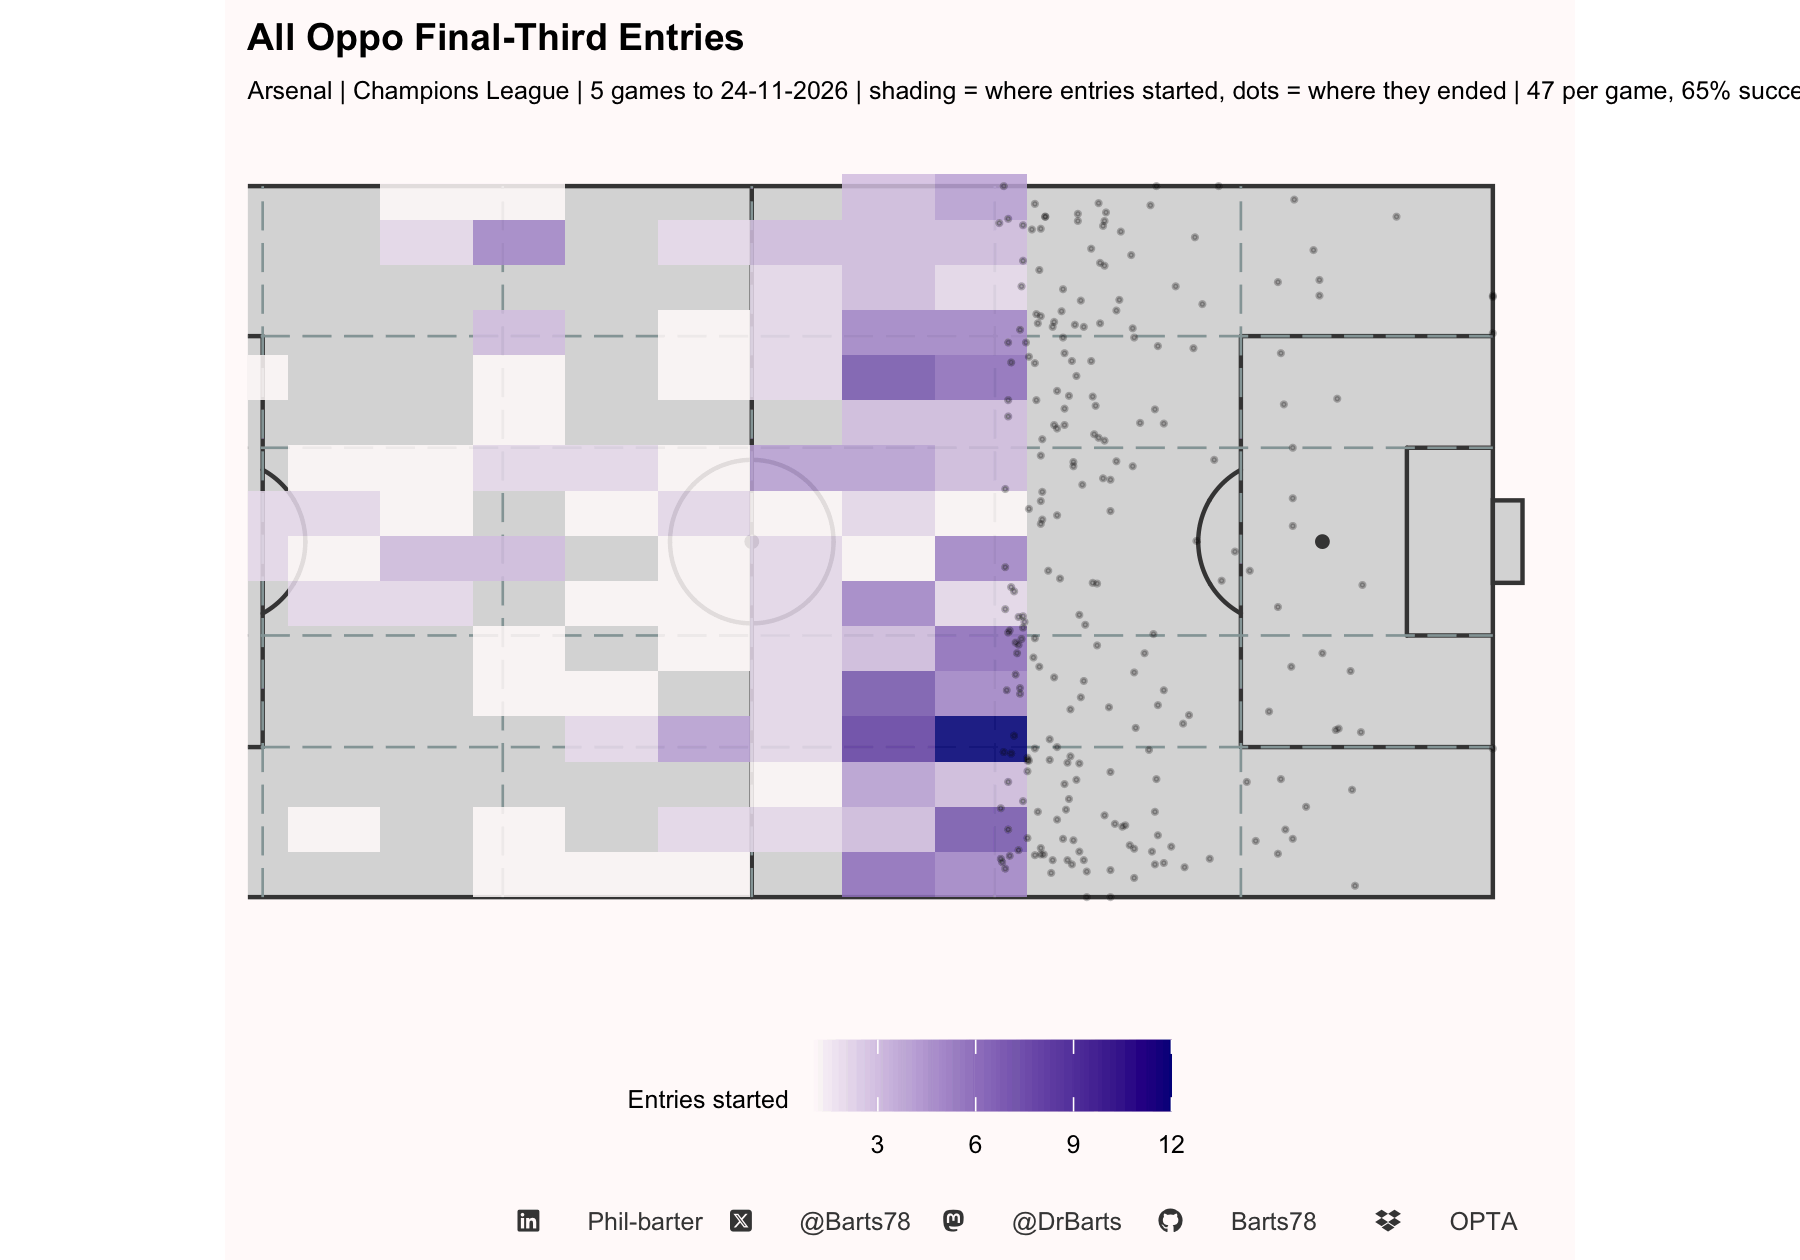 All Oppo Final-Third Entries
Arsenal | Champions League | 5 games to 24-11-2026 | shading = where entries started, dots = where they ended | 47 per game, 65% succe
Entries started
3 6 9 12
Phil-barter @Barts78 @DrBarts Barts78 OPTA